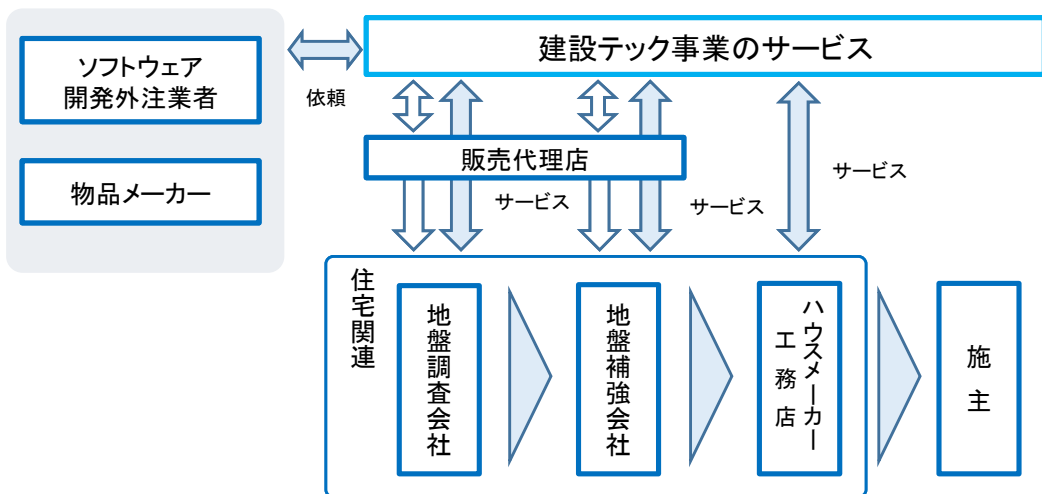 ソフトウェア
開発外注業者
物品メーカー
依頼
建設テック事業のサービス
販売代理店
サービス
サービス
サービス
住宅関連
地盤調査会社
地盤補強会社
ハウスメーカー
工務店
施主